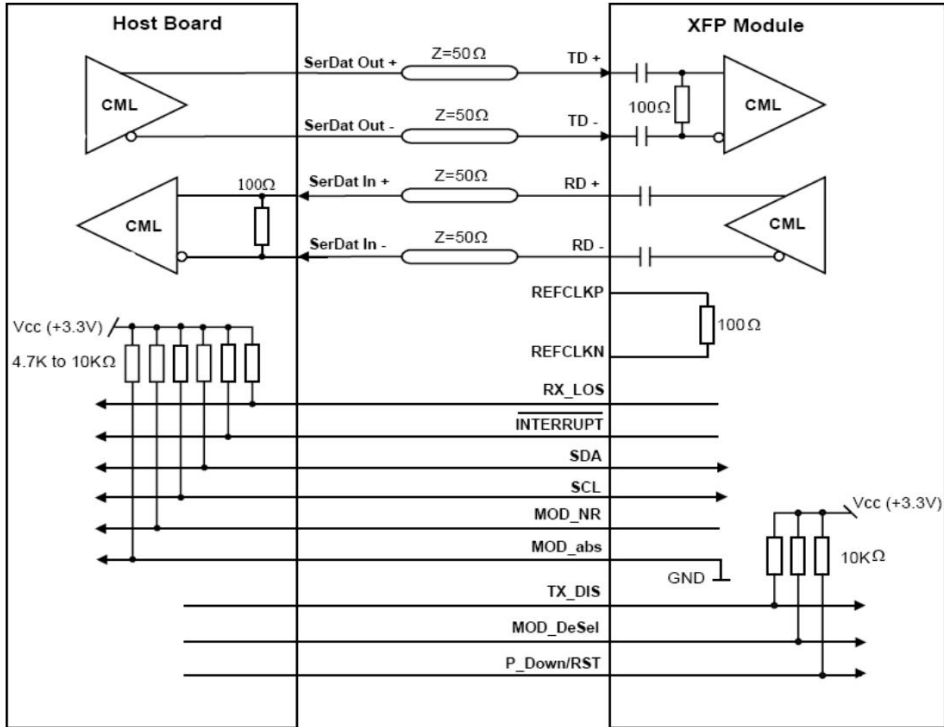 Host Board
XFP Module
SerDat Out +
Z=50Ω
TD +
CML
100Ω
CML
SerDat Out -
Z=50Ω
TD -
100Ω
SerDat In +
Z=50Ω
RD +
CML
CML
SerDat In -
Z=50Ω
RD -
REFCLKP
Vcc (+3.3V)
100Ω
4.7K to 10KΩ
REFCLKN
RX_LOS
INTERRUPT
SDA
SCL
Vcc (+3.3V)
MOD_NR
MOD_abs
10KΩ
GND
TX_DIS
MOD_DeSel
P_Down/RST